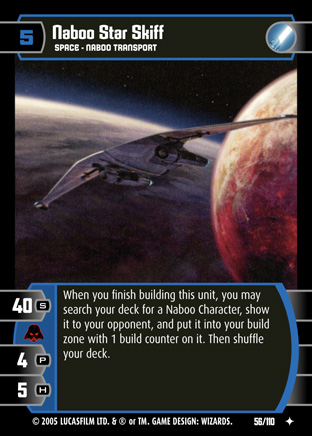 5 Naboo Star Skiff
SPACE - NABOO TRANSPORT
40 S
4 P
5 H
When you finish building this unit, you may
search your deck for a Naboo Character, show
it to your opponent, and put it into your build
zone with 1 build counter on it. Then shuffle
your deck.
© 2005 LUCASFILM LTD. & ® or TM. GAME DESIGN: WIZARDS. 56/110